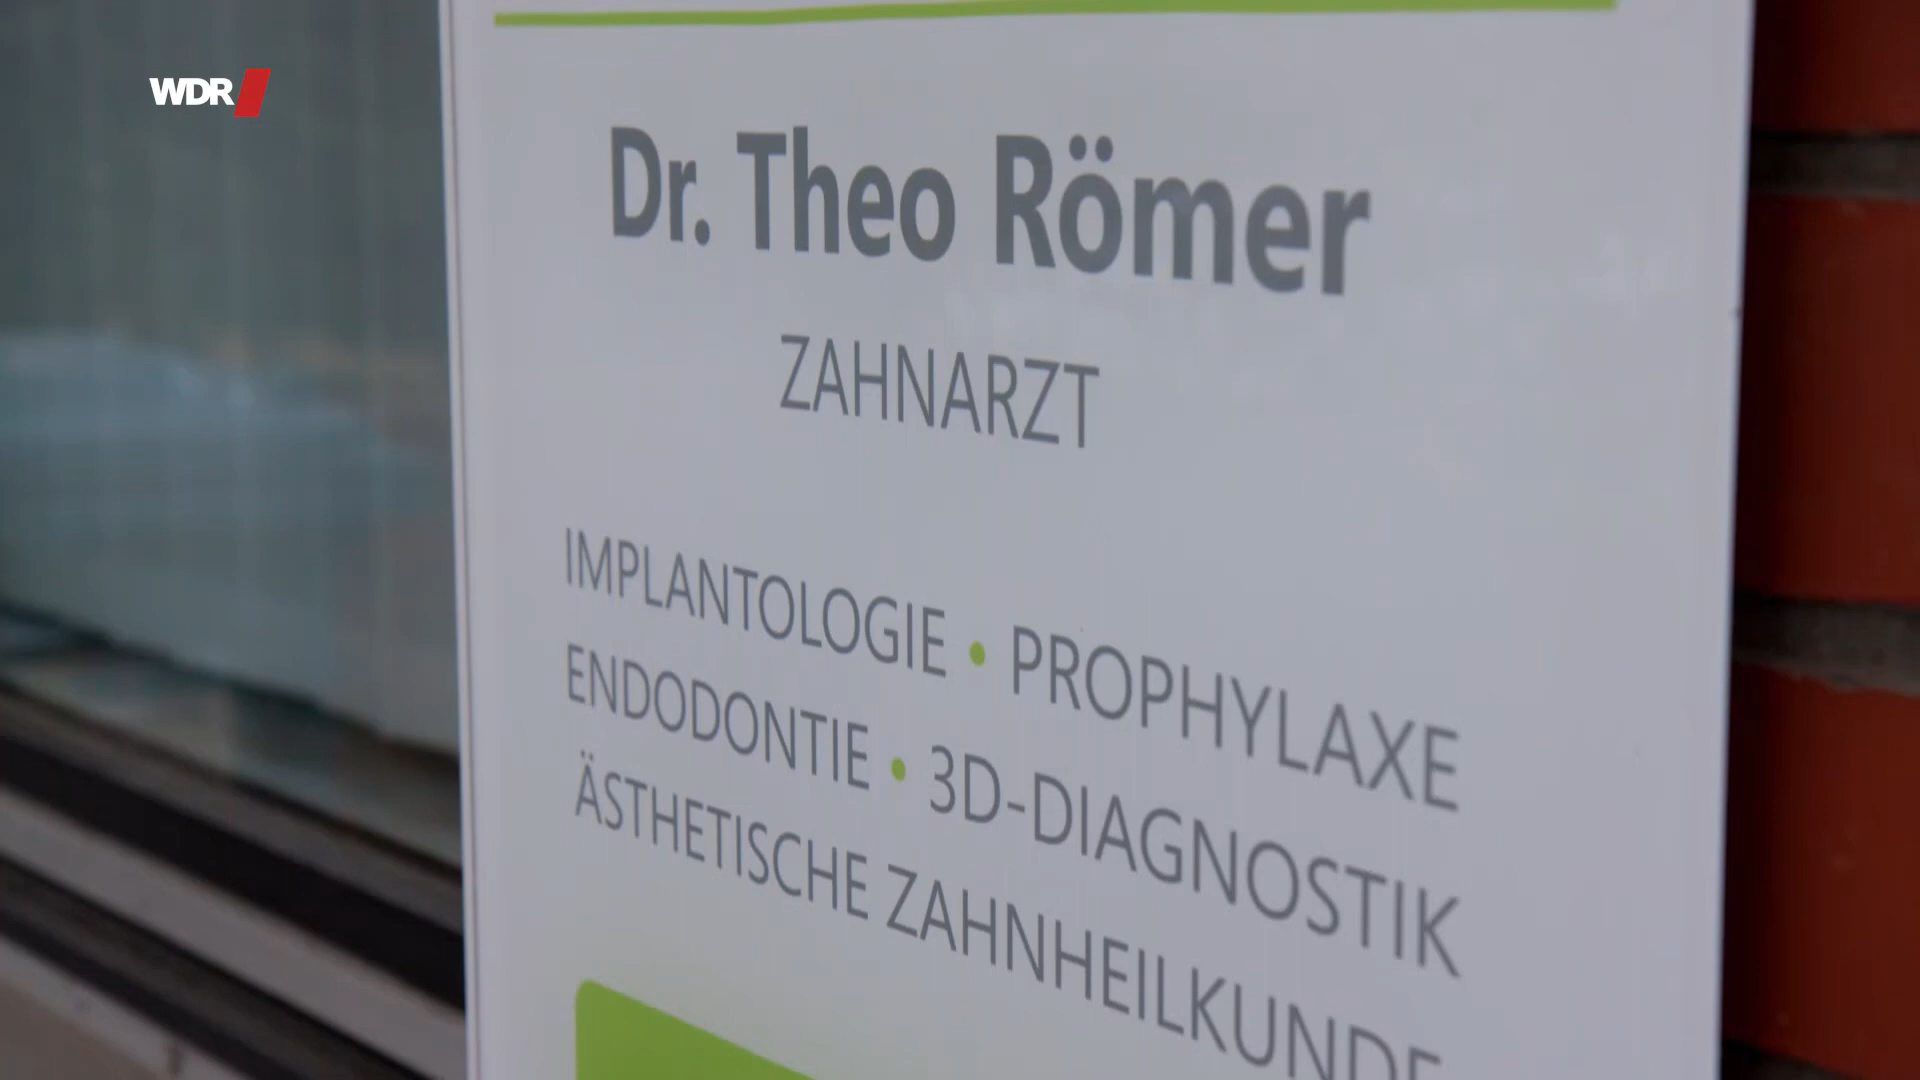 WDR
Dr. Theo Römer
ZAHNARZT
IMPLANTOLOGIE • PROPHYLAXE
ENDODONTIE • 3D-DIAGNOSTIK
ÄSTHETISCHE ZAHNHEILKUNDE